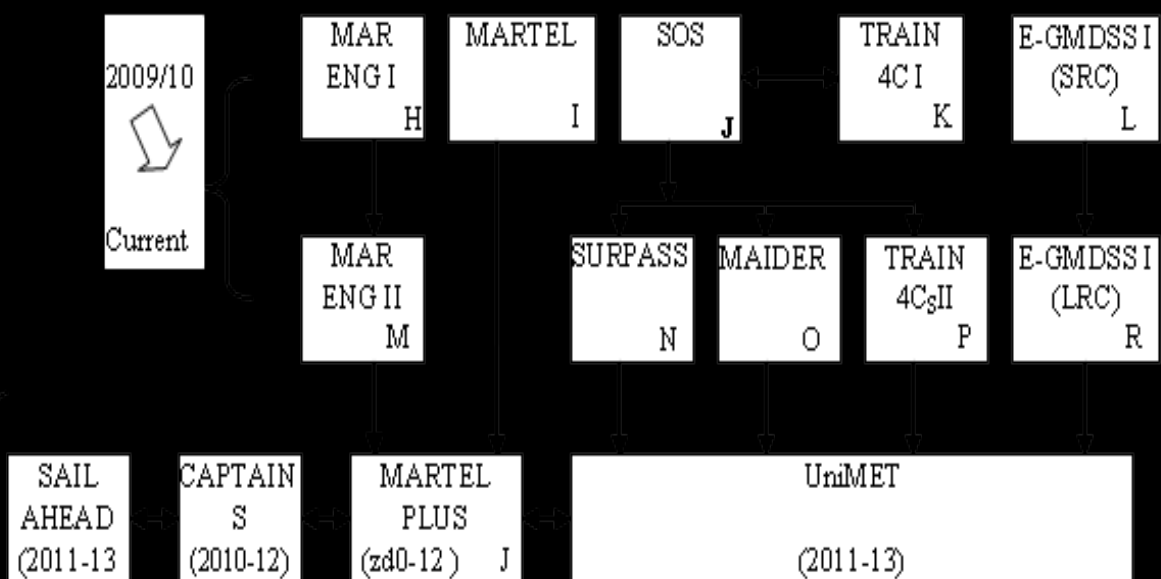 2009/10
Current
MAR
ENG I
H
MARTEL
I
SOS
J
TRAIN
4C I
K
E-GMDSS I
(SRC)
L
MAR
ENG II
M
SURPASS
N
MAIDER
O
TRAIN
4CsII
P
E-GMDSS I
(LRC)
R
SAIL
AHEAD
(2011-13
CAPTAIN
S
(2010-12)
MARTEL
PLUS
(zd0-12 ) J
UniMET
(2011-13)